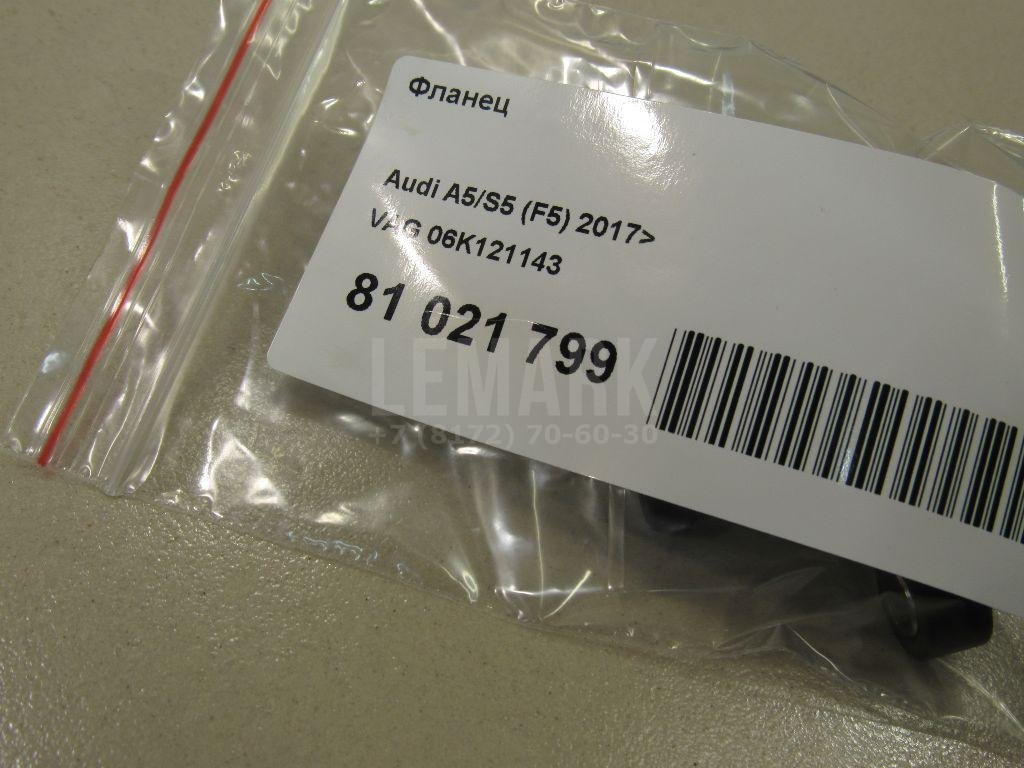 Фланец
Audi A5/S5 (F5) 2017>
VAG 06K121143
81 021 799
LEMARK
+7 (8172) 70-60-30